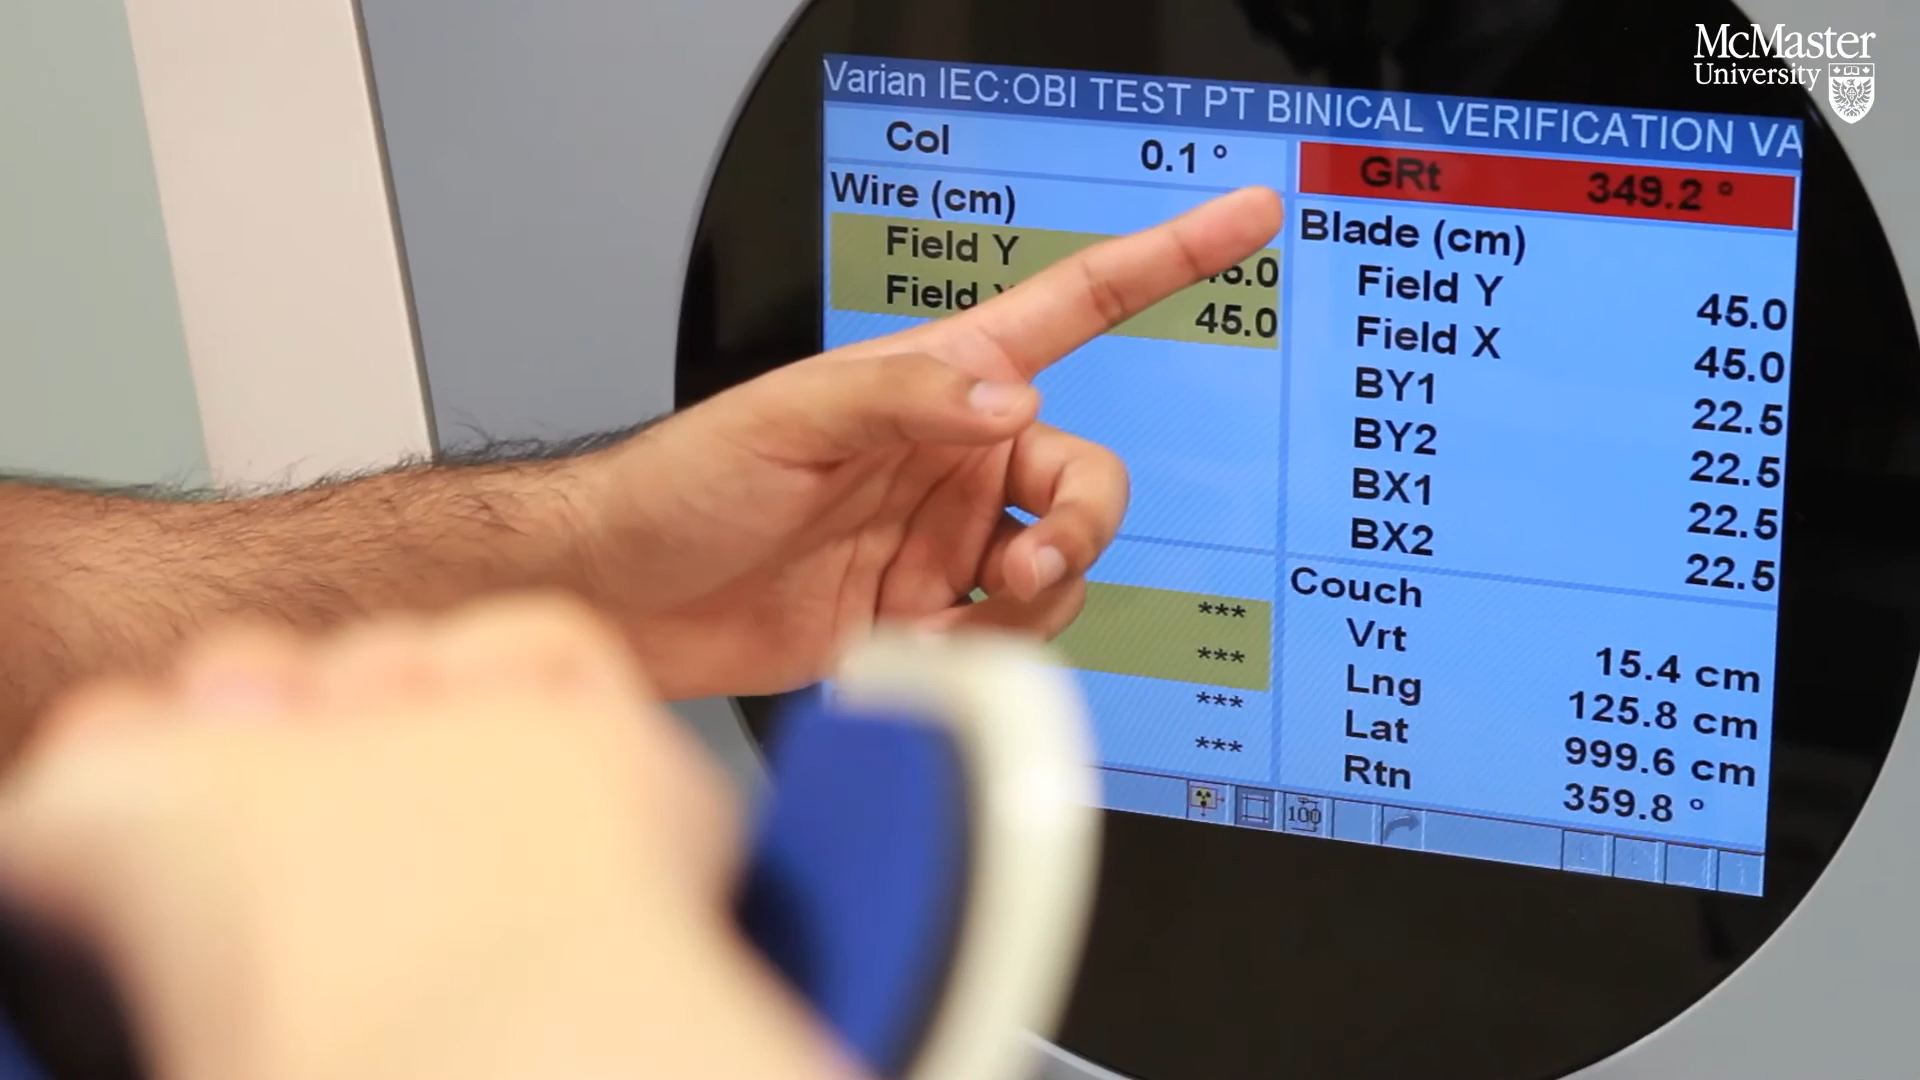 McMaster
University
Varian IEC:OBI TEST PT BINICAL VERIFICATION VA
Col 0.1 °
Wire (cm)
Field Y
Field 45.0
***
***
***
***
GRt 349.2 °
Blade (cm)
Field Y 45.0
Field X 45.0
BY1 22.5
BY2 22.5
BX1 22.5
BX2 22.5
Couch
Vrt 15.4 cm
Lng 125.8 cm
Lat 999.6 cm
Rtn 359.8 °
100